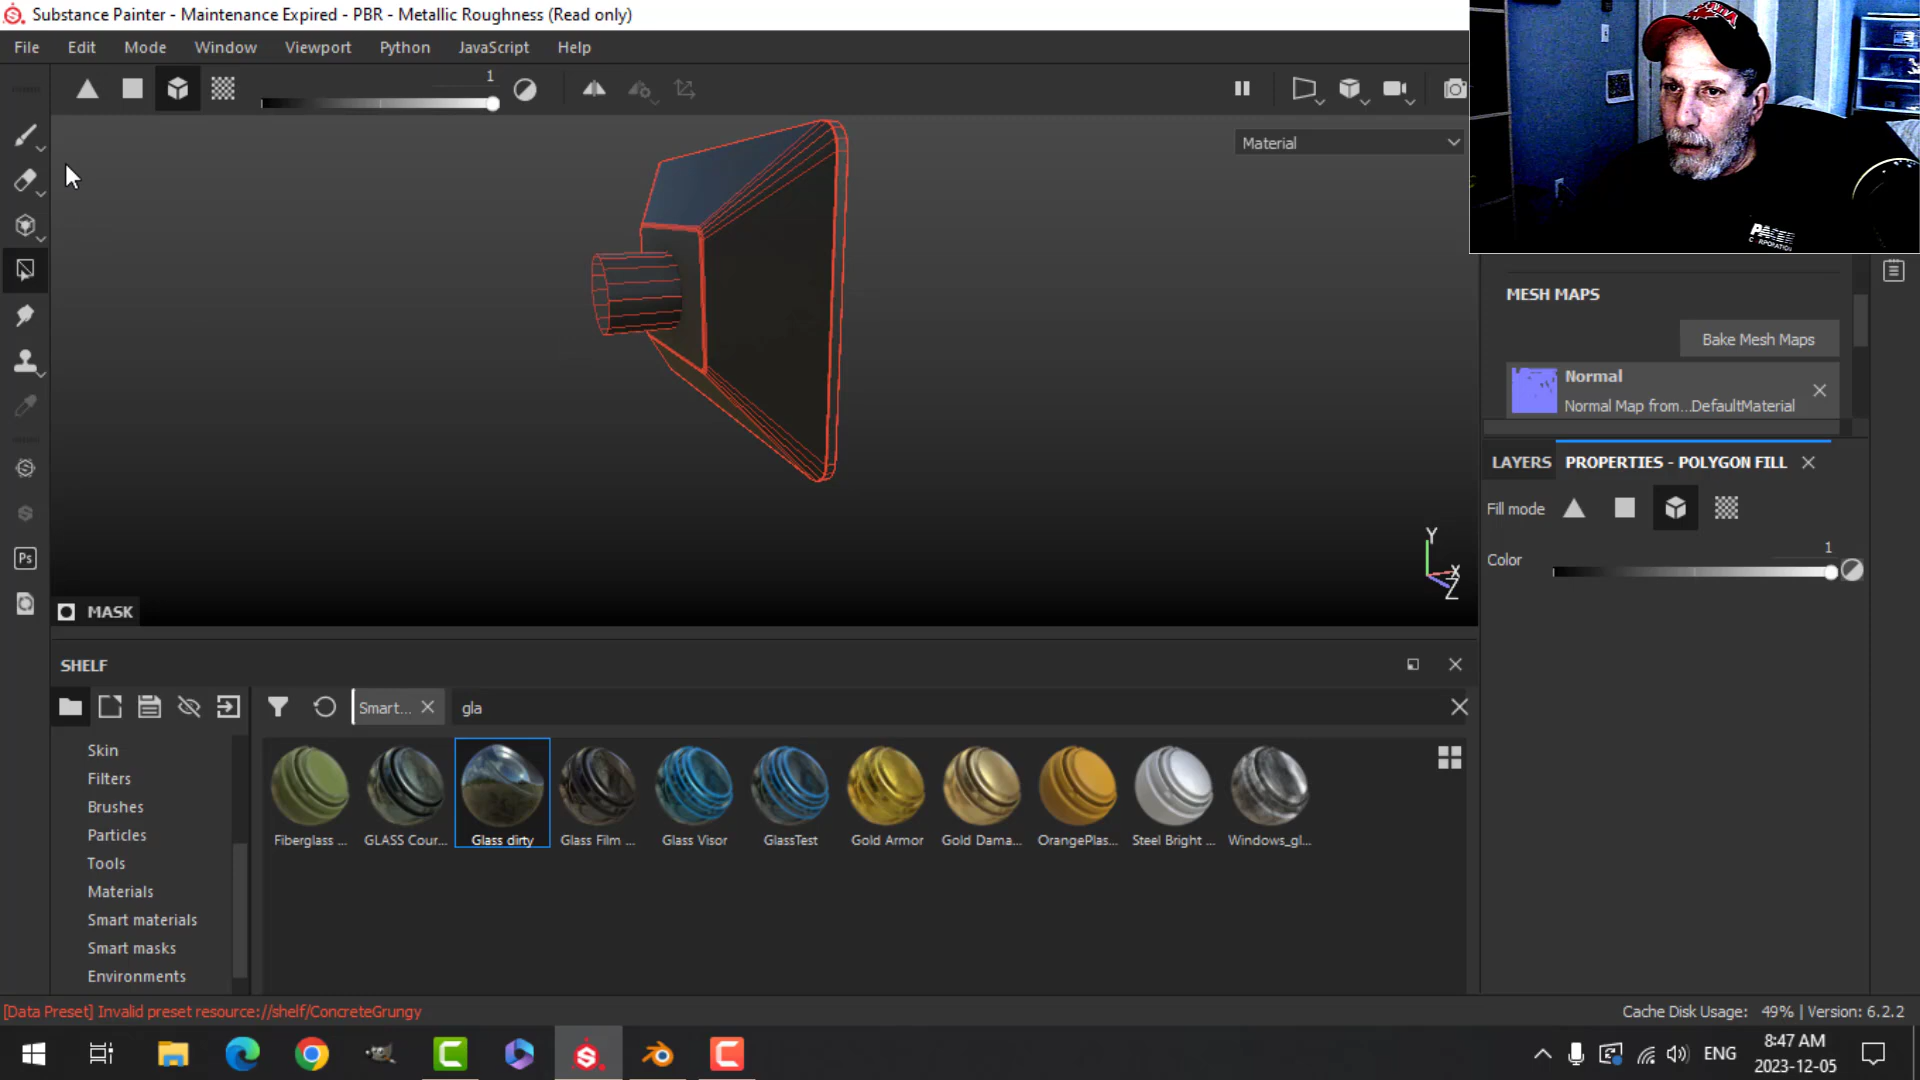 Substance Painter - Maintenance Expired - PBR - Metallic Roughness (Read only)
File Edit Mode Window Viewport Python JavaScript Help
1
Material
PACER
CORPORATION
MESH MAPS
Bake Mesh Maps
Normal
Normal Map from...DefaultMaterial
LAYERS PROPERTIES - POLYGON FILL
Fill mode
Color 1
Y
X
Z
Ps
MASK
SHELF
Smart... gla
Skin
Filters
Brushes
Particles
Tools
Materials
Smart materials
Smart masks
Environments
Fiberglass ... GLASS Cour... Glass dirty Glass Film ... Glass Visor GlassTest Gold Armor Gold Dama... OrangePlas... Steel Bright ... Windows_gl...
[Data Preset] Invalid preset resource://shelf/ConcreteGrungy
Cache Disk Usage: 49% | Version: 6.2.2
ENG
8:47 AM
2023-12-05